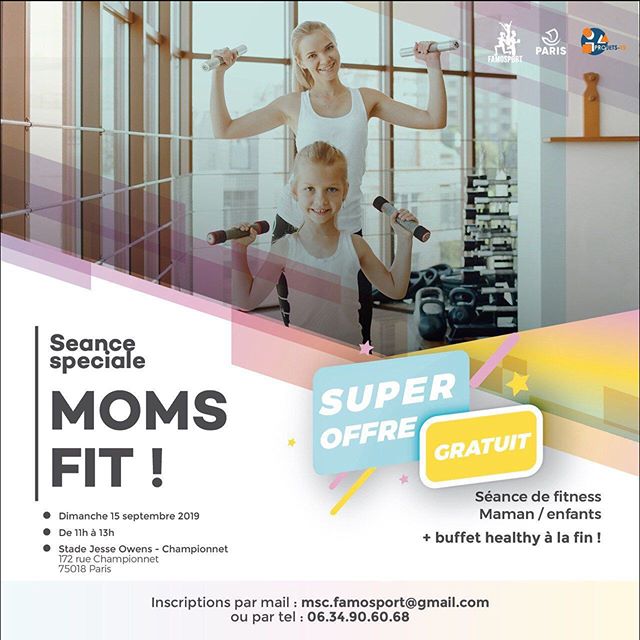 FAMOSPORT
PARIS
PROJETS-19
Seance
speciale
MOMS
FIT !
SUPER
OFFRE
GRATUIT
Dimanche 15 septembre 2019
De 11h à 13h
Stade Jesse Owens - Championnet
172 rue Championnet
75018 Paris
Séance de fitness
Maman / enfants
+ buffet healthy à la fin !
Inscriptions par mail : msc.famosport@gmail.com
ou par tel : 06.34.90.60.68